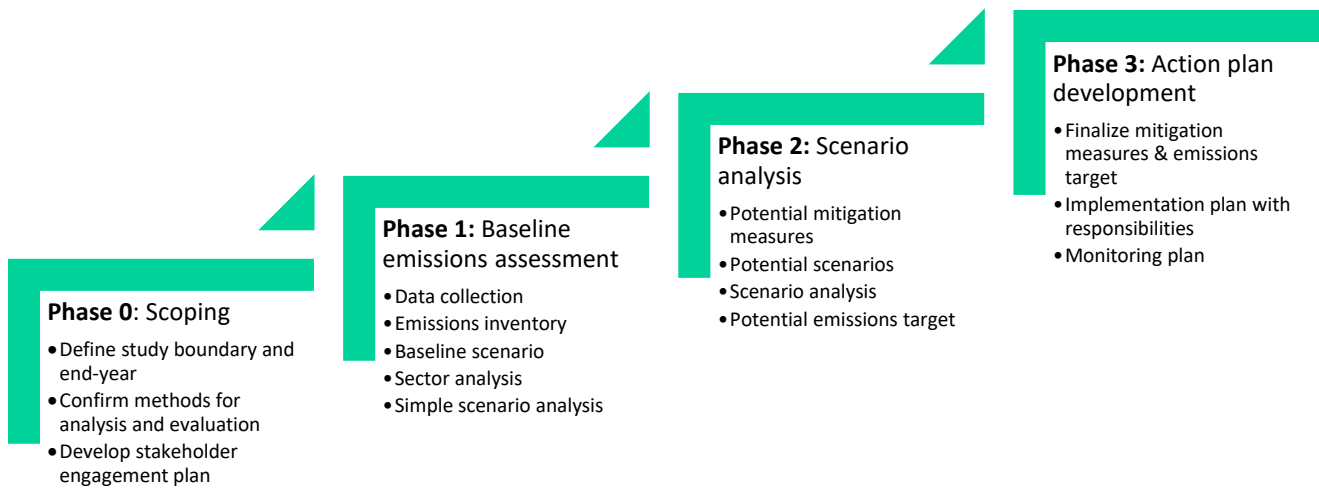 Phase 0: Scoping
•Define study boundary and
end-year
•Confirm methods for
analysis and evaluation
•Develop stakeholder
engagement plan
Phase 1: Baseline
emissions assessment
•Data collection
•Emissions inventory
•Baseline scenario
•Sector analysis
•Simple scenario analysis
Phase 2: Scenario
analysis
•Potential mitigation
measures
•Potential scenarios
•Scenario analysis
•Potential emissions target
Phase 3: Action plan
development
•Finalize mitigation
measures & emissions
target
•Implementation plan with
responsibilities
•Monitoring plan